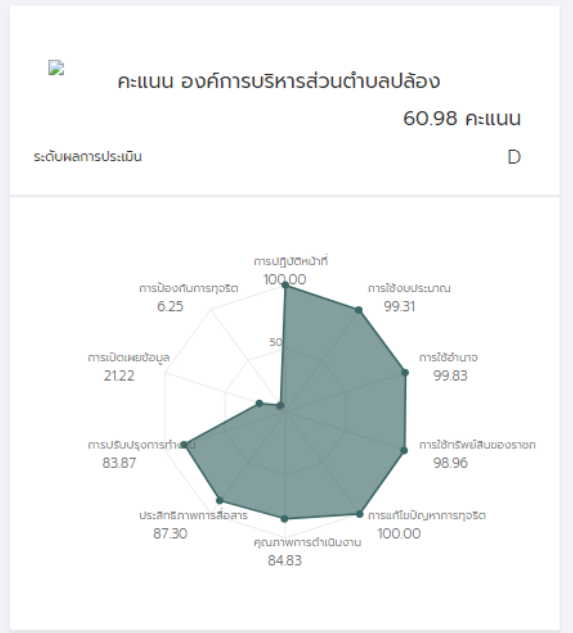 คะแนน องค์การบริหารส่วนตำบลปล้อง
60.98 คะแนน
ระดับผลการประเมิน
D
การปฏิบัติหน้าที่
100.00
การใช้งบประมาณ
99.31
การใช้อำนาจ
99.83
การใช้ทรัพย์สินของราชก
98.96
การแก้ไขปัญหาการทุจริต
100.00
คุณภาพการดำเนินงาน
84.83
ประสิทธิภาพการสื่อสาร
87.30
การปรับปรุงการทำงาน
83.87
การเปิดเผยข้อมูล
21.22
การป้องกันการทุจริต
6.25
50